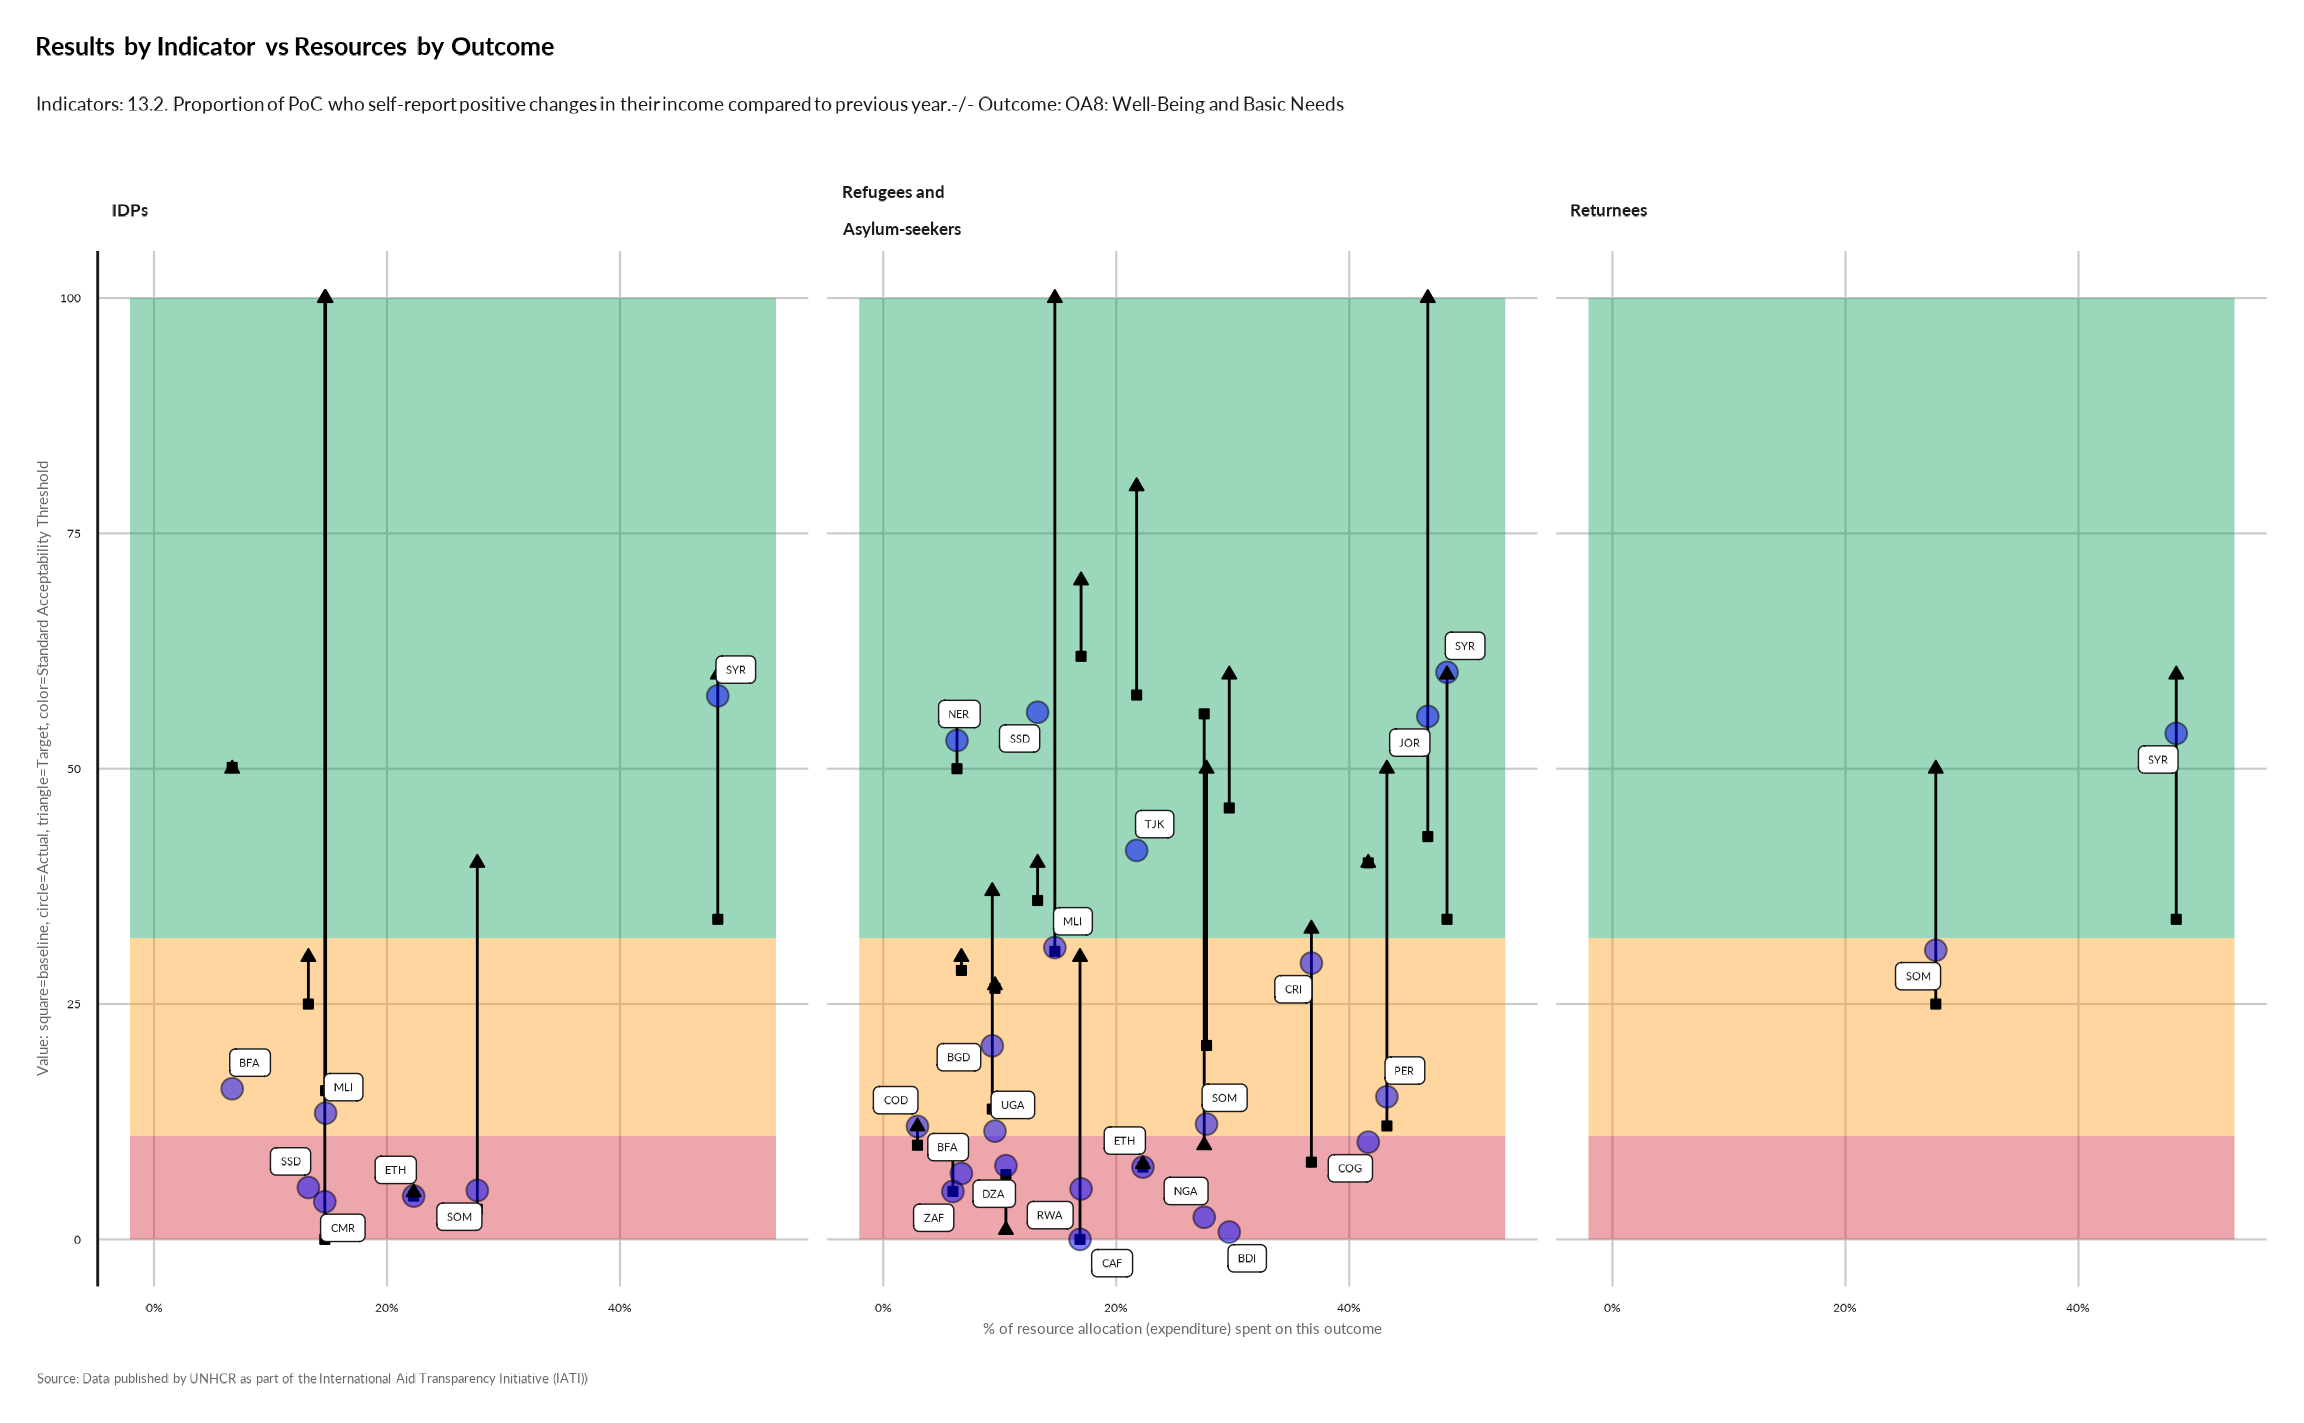 Results by Indicator vs Resources by Outcome
Indicators: 13.2. Proportion of PoC who self-report positive changes in their income compared to previous year.-/- Outcome: OA8: Well-Being and Basic Needs
IDPs
Refugees and
Asylum-seekers
Returnees
Value: square=baseline, circle=Actual, triangle=Target, color=Standard Acceptability Threshold
100
75
50
25
0
SYR
BFA
MLI
SSD
ETH
SOM
CMR
SYR
NER
SSD
JOR
TJK
MLI
CRI
BGD
PER
COD
UGA
SOM
BFA
ETH
COG
DZA
NGA
ZAF
RWA
CAF
BDI
SYR
SOM
0%
20%
40%
0%
20%
40%
0%
20%
40%
% of resource allocation (expenditure) spent on this outcome
Source: Data published by UNHCR as part of the International Aid Transparency Initiative (IATI))